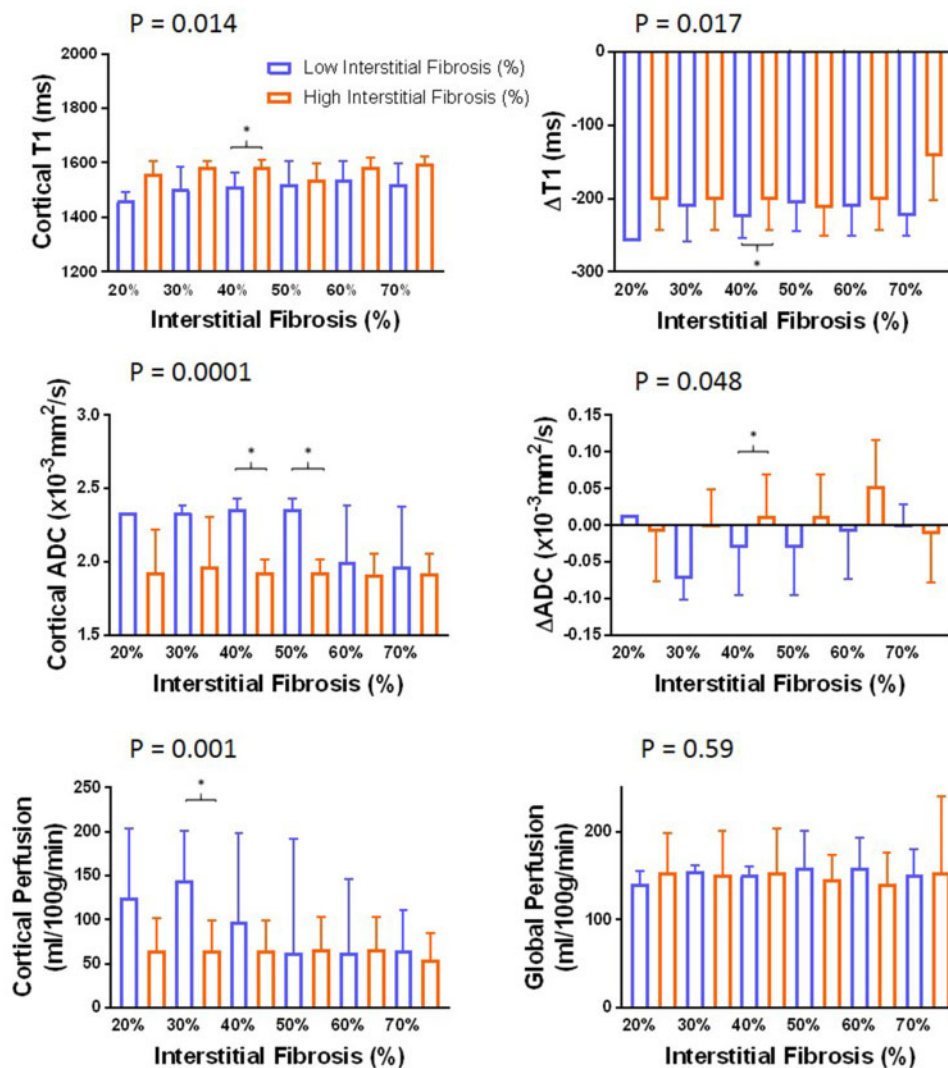 P = 0.014
Cortical T1 (ms)
2000
1800
1600
1400
1200
Low Interstitial Fibrosis (%)
High Interstitial Fibrosis (%)
*
20% 30% 40% 50% 60% 70%
Interstitial Fibrosis (%)
P = 0.017
ΔT1 (ms)
0
-100
-200
-300
*
20% 30% 40% 50% 60% 70%
Interstitial Fibrosis (%)
P = 0.0001
Cortical ADC (x10⁻³mm²/s)
3.0
2.5
2.0
1.5
* *
20% 30% 40% 50% 60% 70%
Interstitial Fibrosis (%)
P = 0.048
ΔADC (x10⁻³mm²/s)
0.15
0.10
0.05
0.00
-0.05
-0.10
-0.15
*
20% 30% 40% 50% 60% 70%
Interstitial Fibrosis (%)
P = 0.001
Cortical Perfusion
(ml/100g/min)
250
200
150
100
50
0
*
20% 30% 40% 50% 60% 70%
Interstitial Fibrosis (%)
P = 0.59
Global Perfusion
(ml/100g/min)
200
150
100
0
20% 30% 40% 50% 60% 70%
Interstitial Fibrosis (%)